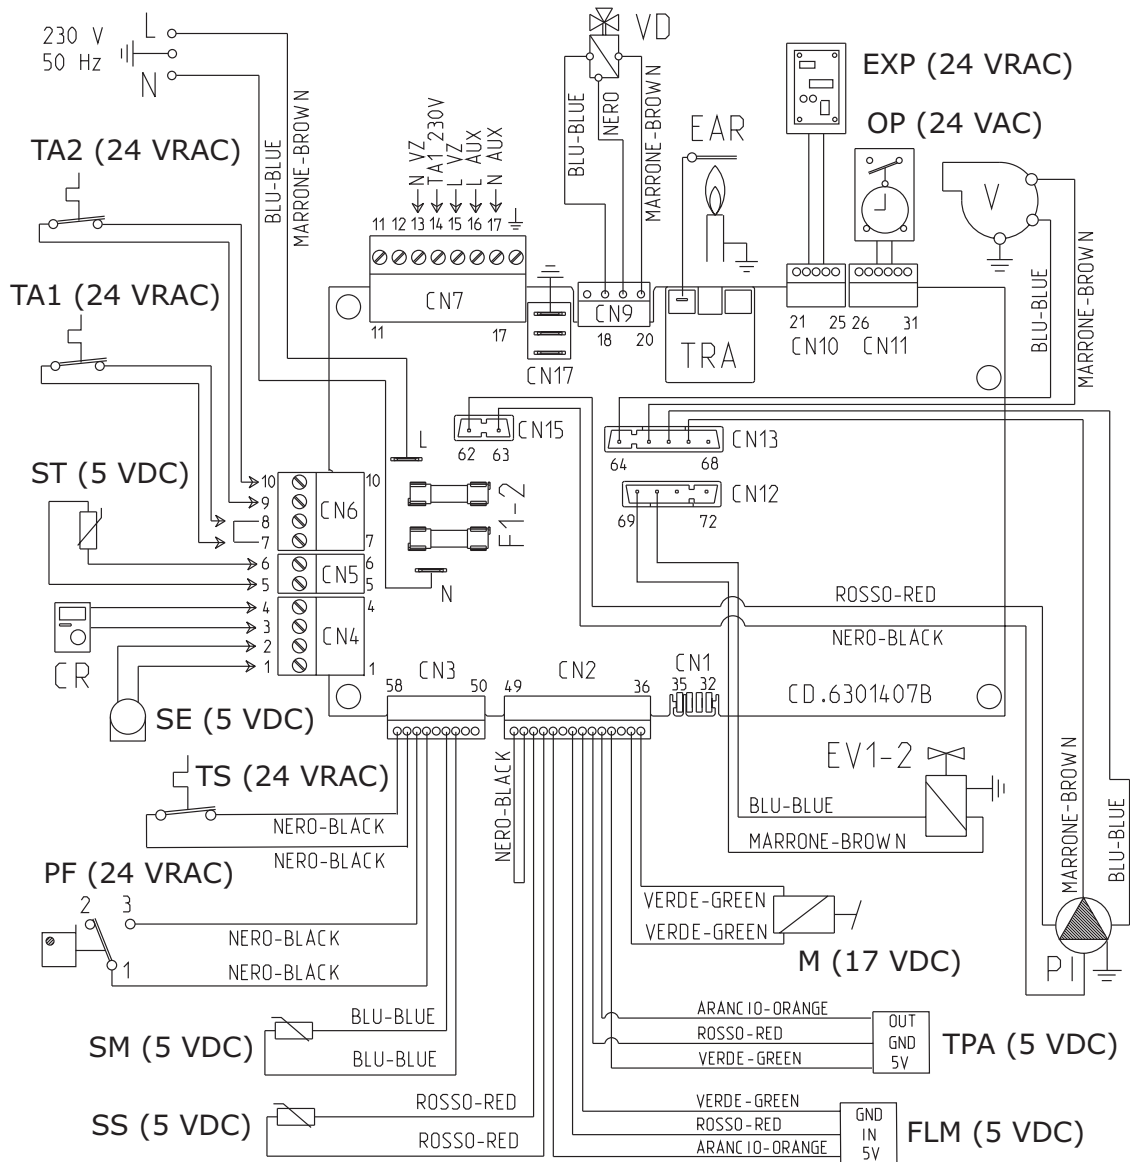 230 V
50 Hz
L
N
TA2 (24 VRAC)
TA1 (24 VRAC)
BLU-BLUE
MARRONE-BROWN
N VZ
TA1 230V
L VZ
L AUX
N AUX
11 12 13 14 15 16 17
CN7
11 17
VD
BLU-BLUE
NERO
MARRONE-BROWN
CN9
18 20
CN17
EAR
TRA
EXP (24 VRAC)
OP (24 VAC)
V
BLU-BLUE
MARRONE-BROWN
21 25
CN10
26 31
CN11
CN15
62 63
CN13
64 68
CN12
69 72
L
F1-2
N
ST (5 VDC)
10
9
8
7
6
5
4
3
2
1
10
CN6
7
6
CN5
5
4
CN4
1
CR
SE (5 VDC)
ROSSO-RED
NERO-BLACK
58 CN3 50
49 CN2 36
CN1
35 32
CD.6301407B
TS (24 VRAC)
NERO-BLACK
NERO-BLACK
NERO-BLACK
PF (24 VRAC)
2 3
1
NERO-BLACK
NERO-BLACK
EV1-2
BLU-BLUE
MARRONE-BROWN
MARRONE-BROWN
BLU-BLUE
PI
VERDE-GREEN
VERDE-GREEN
M (17 VDC)
SM (5 VDC)
BLU-BLUE
BLU-BLUE
ARANCIO-ORANGE
ROSSO-RED
VERDE-GREEN
OUT
GND
5V
TPA (5 VDC)
SS (5 VDC)
ROSSO-RED
ROSSO-RED
VERDE-GREEN
ROSSO-RED
ARANCIO-ORANGE
GND
IN
5V
FLM (5 VDC)